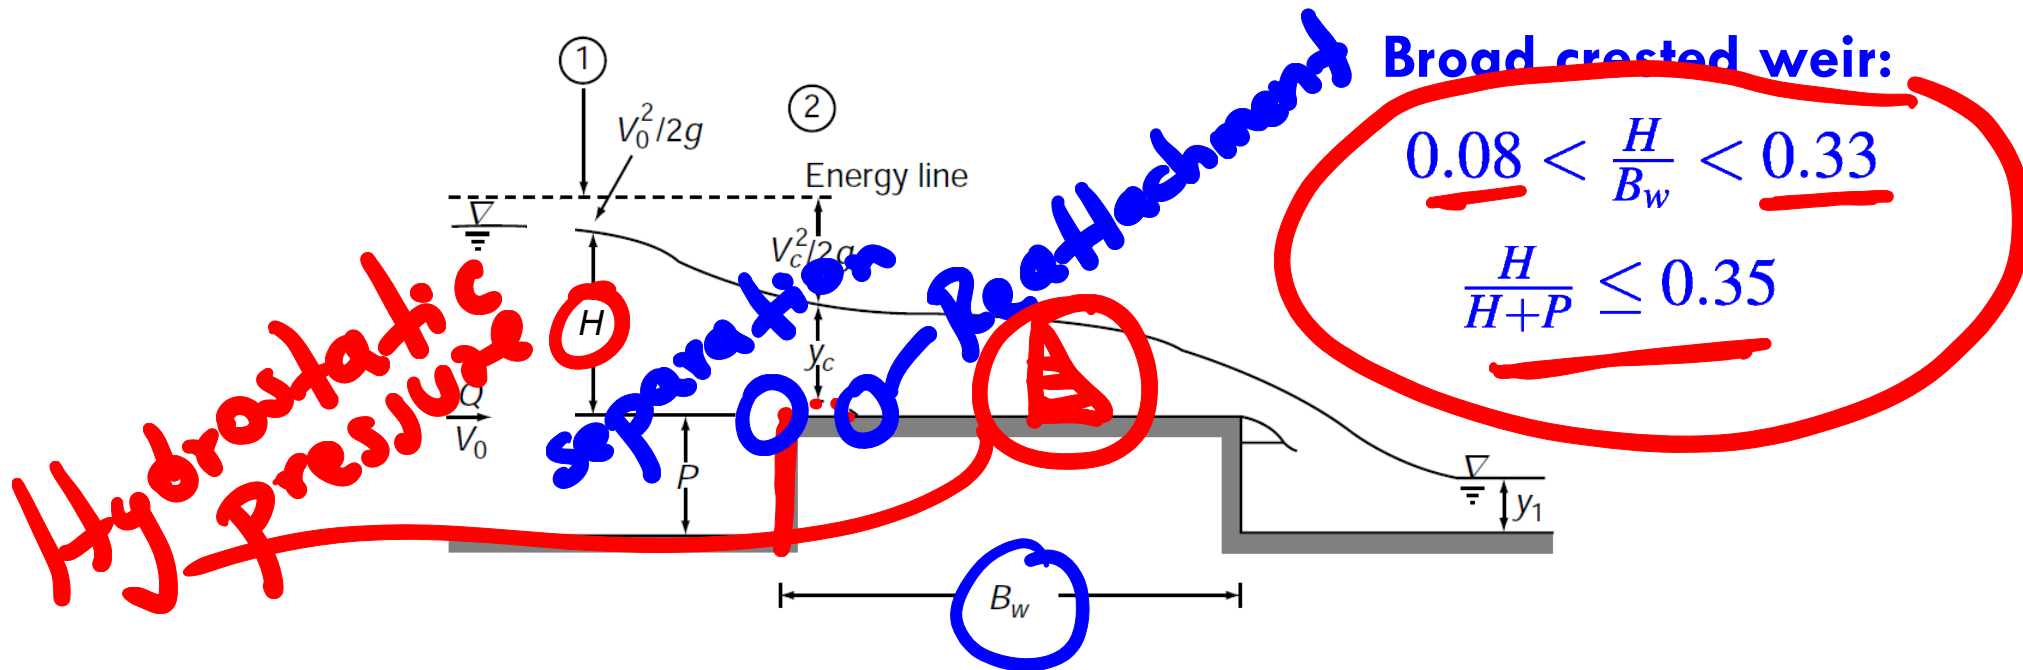 Broad crested weir:
0.08 < H/B_w < 0.33
H/(H+P) ≤ 0.35
1
V_0^2/2g
2
Energy line
V_c^2/2g
H
y_c
Q
V_0
P
y_1
B_w
Hydrostatic
Pressure
separation
Reattachment